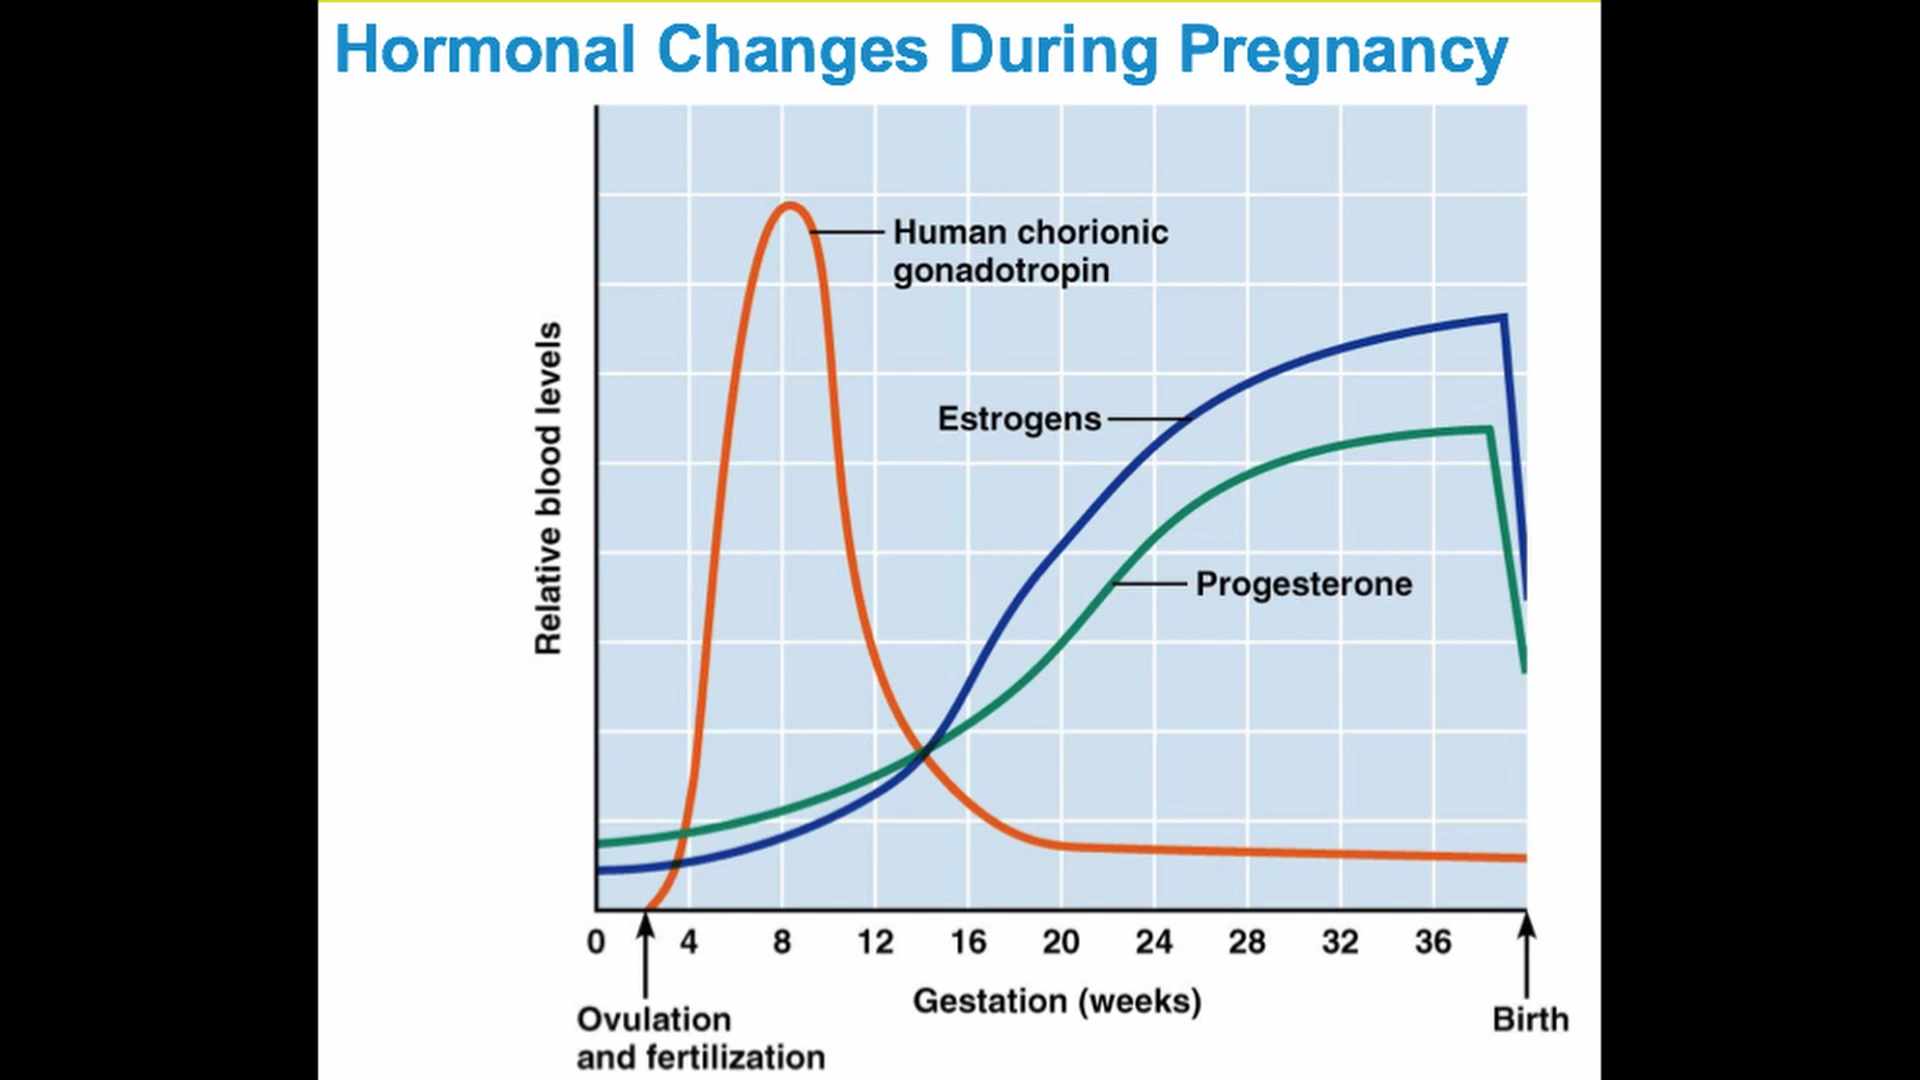 Hormonal Changes During Pregnancy
Human chorionic
gonadotropin
Estrogens
Progesterone
Relative blood levels
0 4 8 12 16 20 24 28 32 36
Gestation (weeks)
Ovulation
and fertilization
Birth